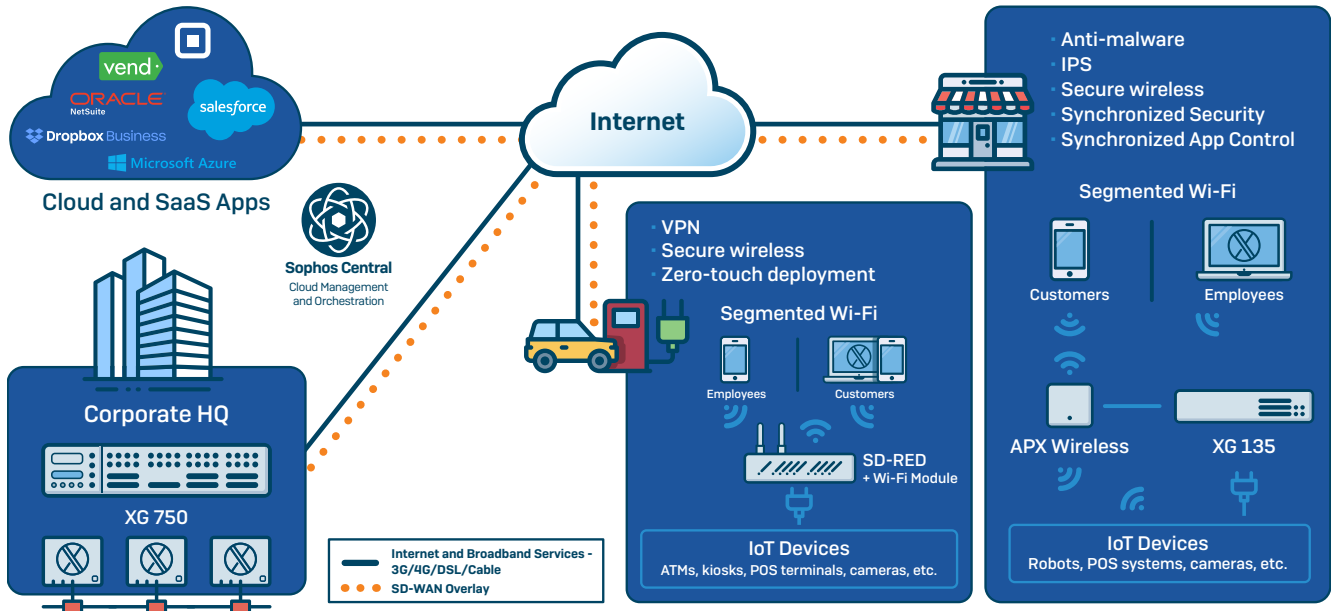 vend
ORACLE
NetSuite
salesforce
Dropbox Business
Microsoft Azure
Cloud and SaaS Apps
Sophos Central
Cloud Management
and Orchestration
Corporate HQ
XG 750
Internet
Internet and Broadband Services -
3G/4G/DSL/Cable
SD-WAN Overlay
· VPN
· Secure wireless
· Zero-touch deployment
Segmented Wi-Fi
Employees
Customers
SD-RED
+ Wi-Fi Module
IoT Devices
ATMs, kiosks, POS terminals, cameras, etc.
· Anti-malware
· IPS
· Secure wireless
· Synchronized Security
· Synchronized App Control
Segmented Wi-Fi
Customers
Employees
APX Wireless
XG 135
IoT Devices
Robots, POS systems, cameras, etc.